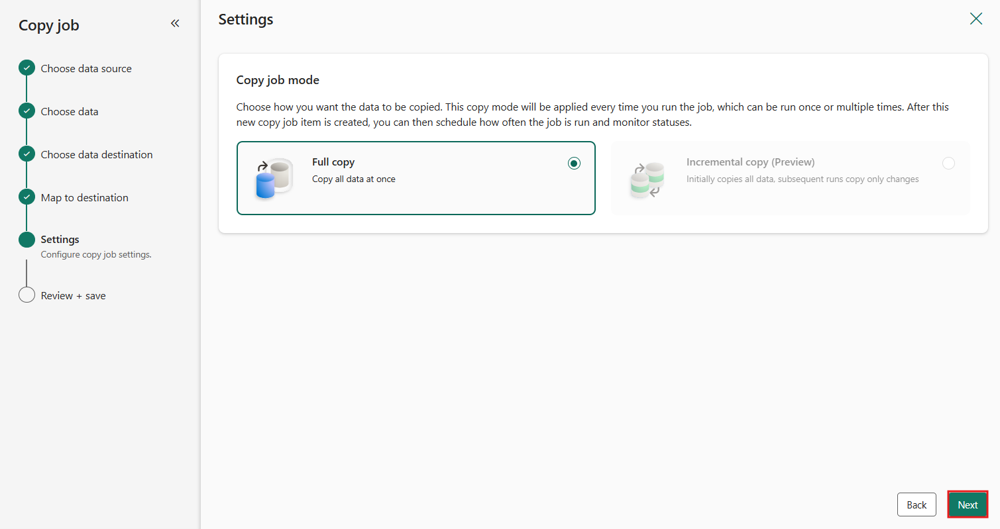 Copy job
Choose data source
Choose data
Choose data destination
Map to destination
Settings
Configure copy job settings.
Review + save
Settings
Copy job mode
Choose how you want the data to be copied. This copy mode will be applied every time you run the job, which can be run once or multiple times. After this
new copy job item is created, you can then schedule how often the job is run and monitor statuses.
Full copy
Copy all data at once
Incremental copy (Preview)
Initially copies all data, subsequent runs copy only changes
Back
Next